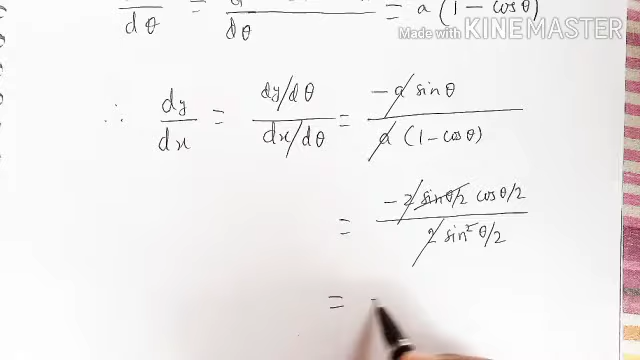 dθ = dθ = a (1 - cosθ)
Made with KINEMASTER
∴ dy/dx = dy/dθ / dx/dθ = -a sinθ / a (1 - cosθ)
= -2 sinθ/2 cosθ/2 / 2 sin² θ/2
= -